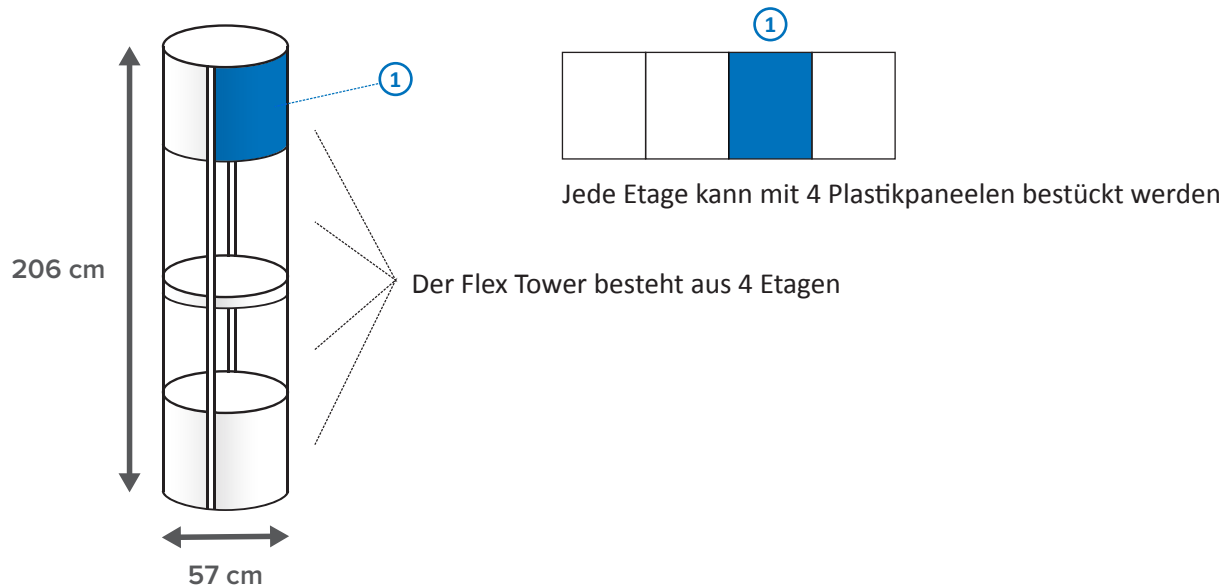 1
1
Jede Etage kann mit 4 Plastikpaneelen bestückt werden
206 cm
Der Flex Tower besteht aus 4 Etagen
57 cm